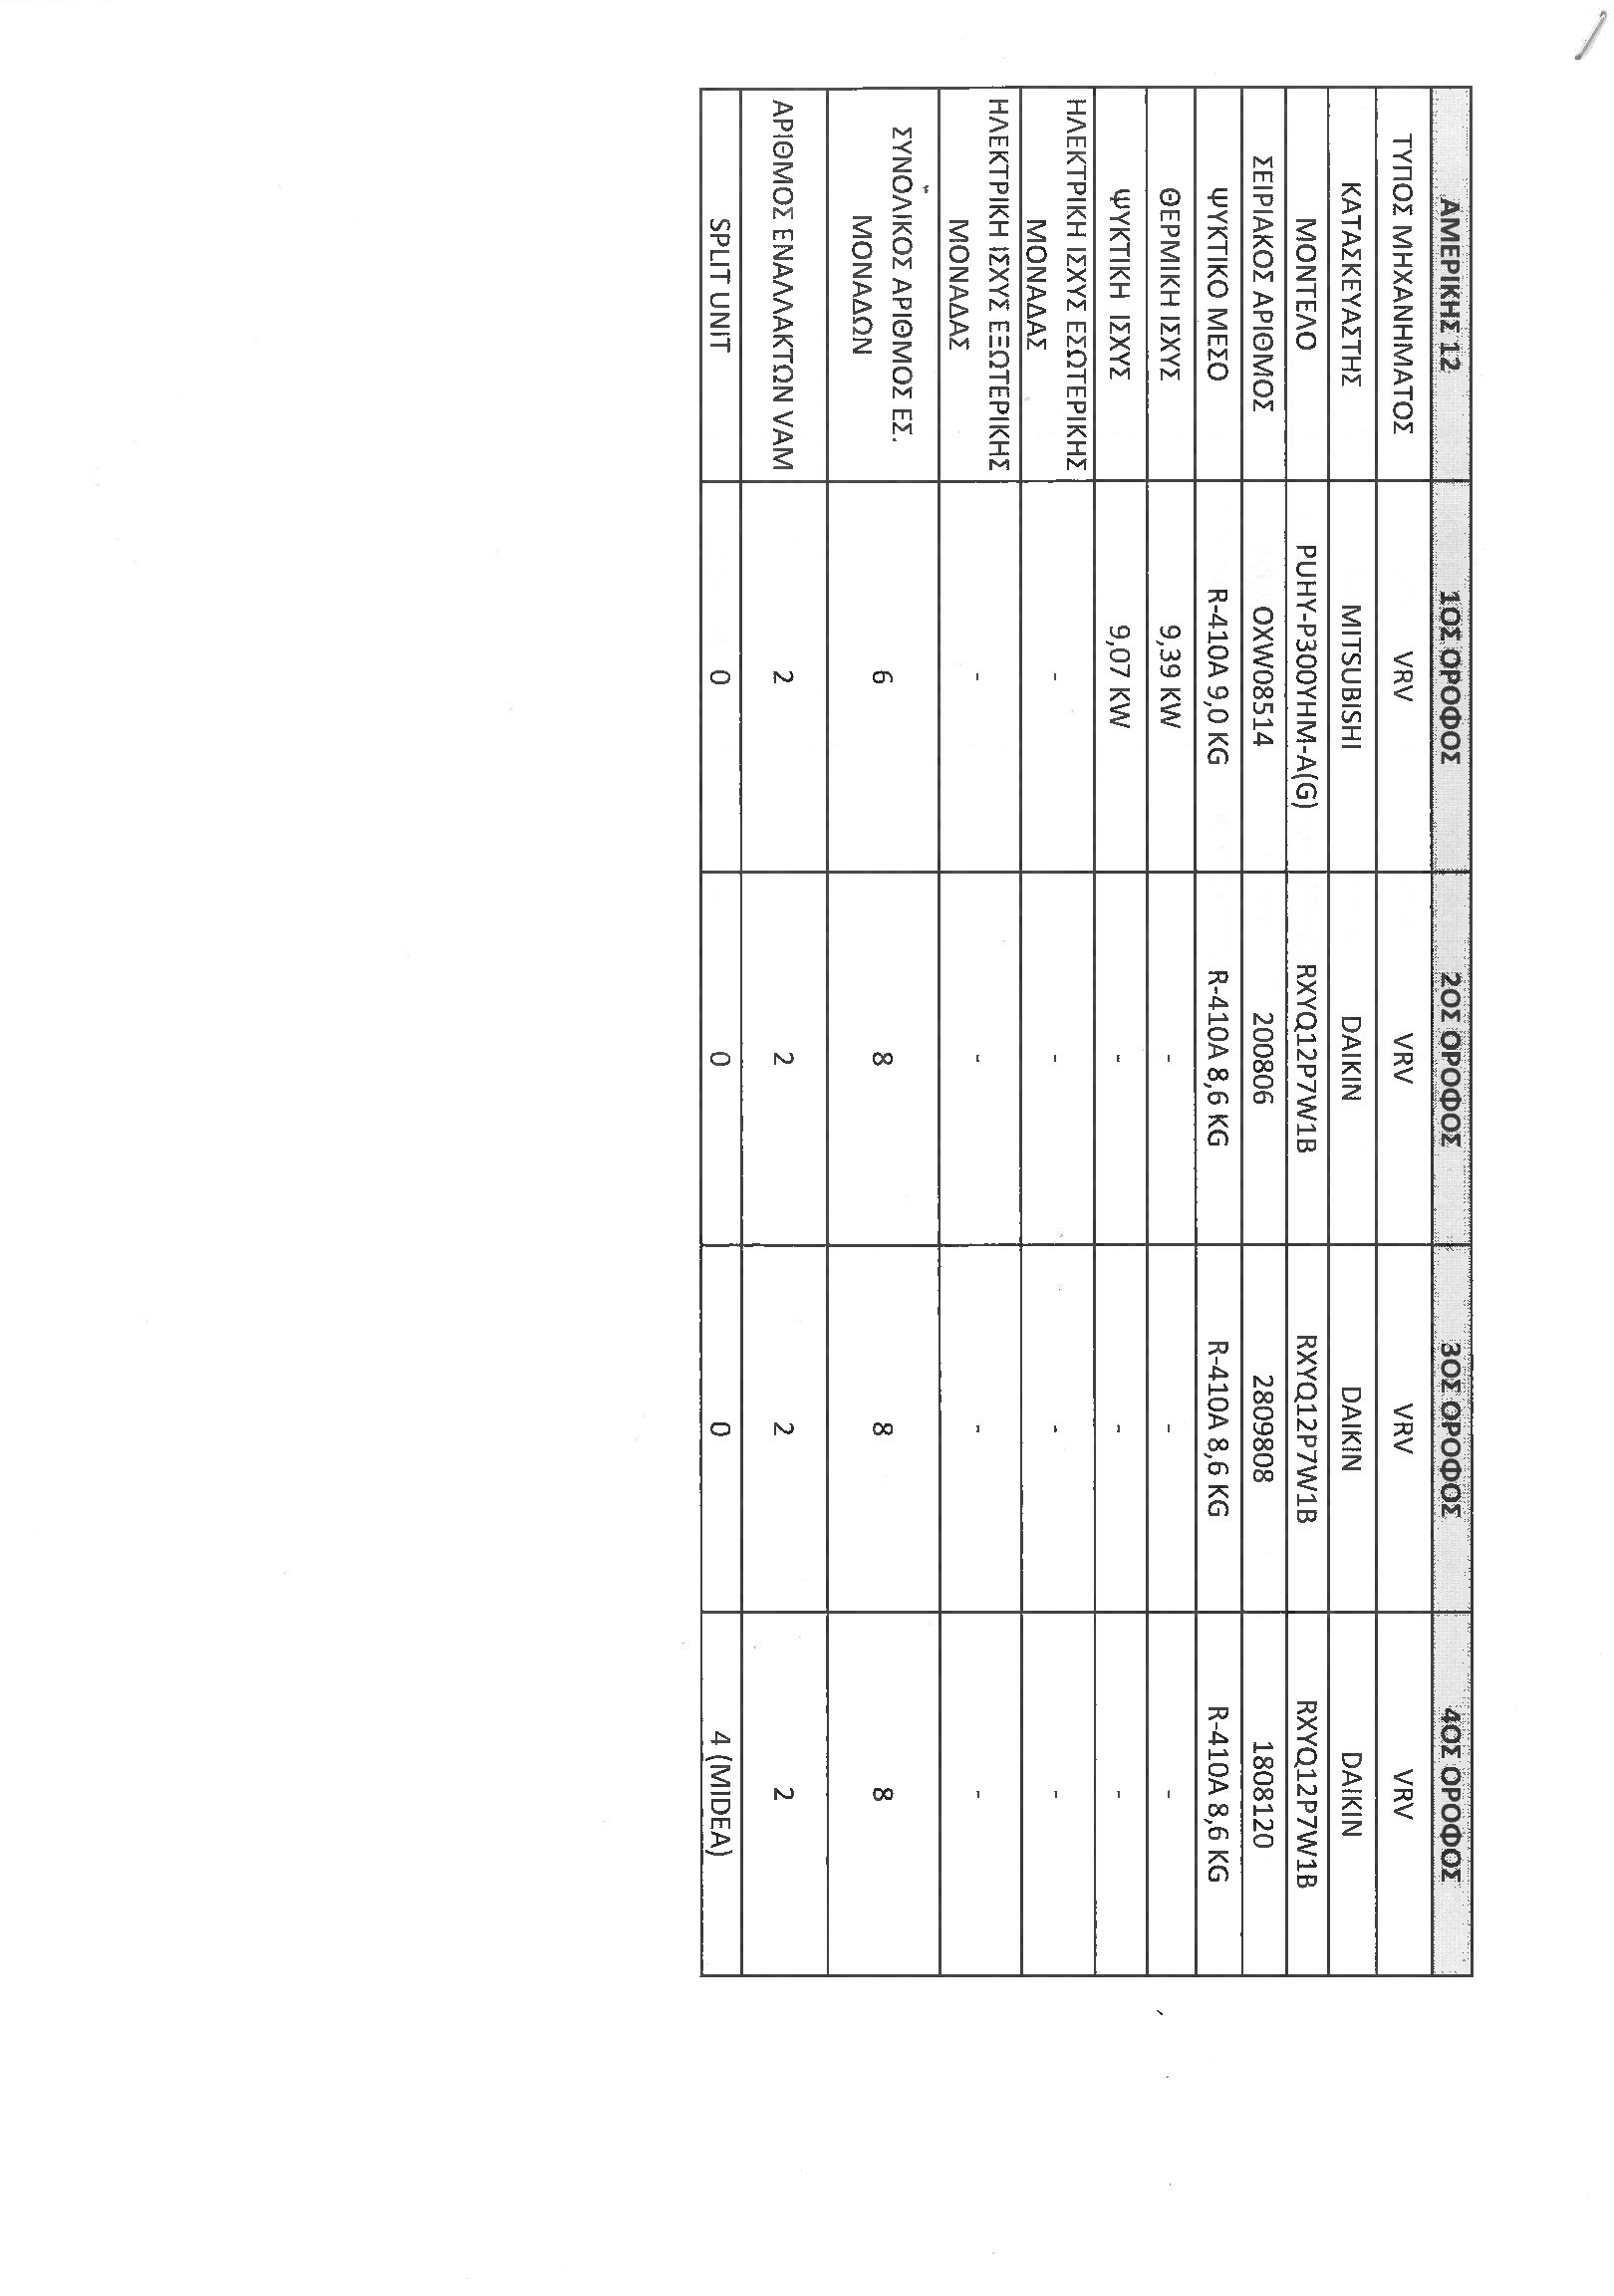 ΑΜΕΡΙΚΗΣ 12 1ΟΣ ΟΡΟΦΟΣ 2ΟΣ ΟΡΟΦΟΣ 3ΟΣ ΟΡΟΦΟΣ 4ΟΣ ΟΡΟΦΟΣ
ΤΥΠΟΣ ΜΗΧΑΝΗΜΑΤΟΣ VRV VRV VRV VRV
ΚΑΤΑΣΚΕΥΑΣΤΗΣ MITSUBISHI DAIKIN DAIKIN DAIKIN
ΜΟΝΤΕΛΟ PUHY-P300YHM-A(G) RXYQ12P7W1B RXYQ12P7W1B RXYQ12P7W1B
ΣΕΙΡΙΑΚΟΣ ΑΡΙΘΜΟΣ OXW08514 200806 2809808 1808120
ΨΥΚΤΙΚΟ ΜΕΣΟ R-410A 9,0 KG R-410A 8,6 KG R-410A 8,6 KG R-410A 8,6 KG
ΘΕΡΜΙΚΗ ΙΣΧΥΣ 9,39 KW - - -
ΨΥΚΤΙΚΗ ΙΣΧΥΣ 9,07 KW - - -
ΗΛΕΚΤΡΙΚΗ ΙΣΧΥΣ ΕΣΩΤΕΡΙΚΗΣ
ΜΟΝΑΔΑΣ - - - -
ΗΛΕΚΤΡΙΚΗ ΙΣΧΥΣ ΕΞΩΤΕΡΙΚΗΣ
ΜΟΝΑΔΑΣ - - - -
ΣΥΝΟΛΙΚΟΣ ΑΡΙΘΜΟΣ ΕΣ.
ΜΟΝΑΔΩΝ 6 8 8 8
ΑΡΙΘΜΟΣ ΕΝΑΛΛΑΚΤΩΝ VAM 2 2 2 2
SPLIT UNIT 0 0 0 4 (MIDEA)